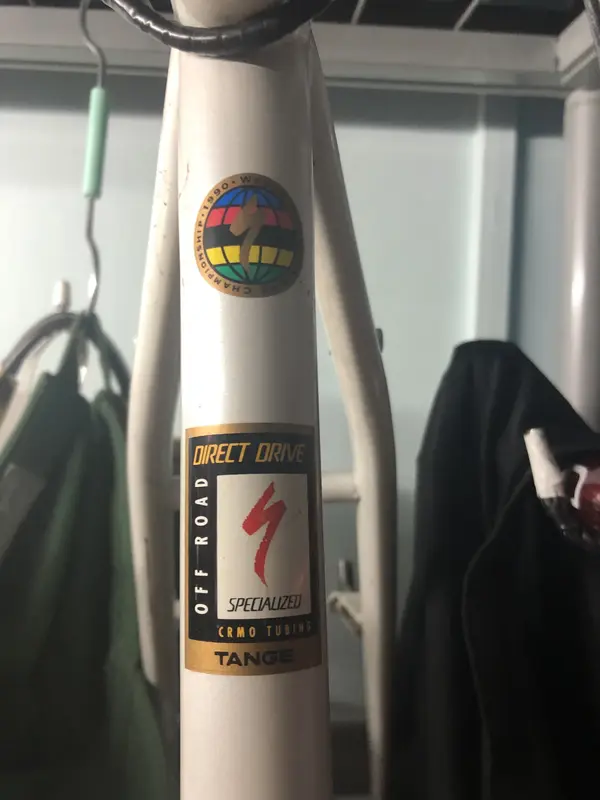 1990 · W
CHAMPIONSHIP
DIRECT DRIVE
OFF ROAD
SPECIALIZED
CRMO TUBING
TANGE